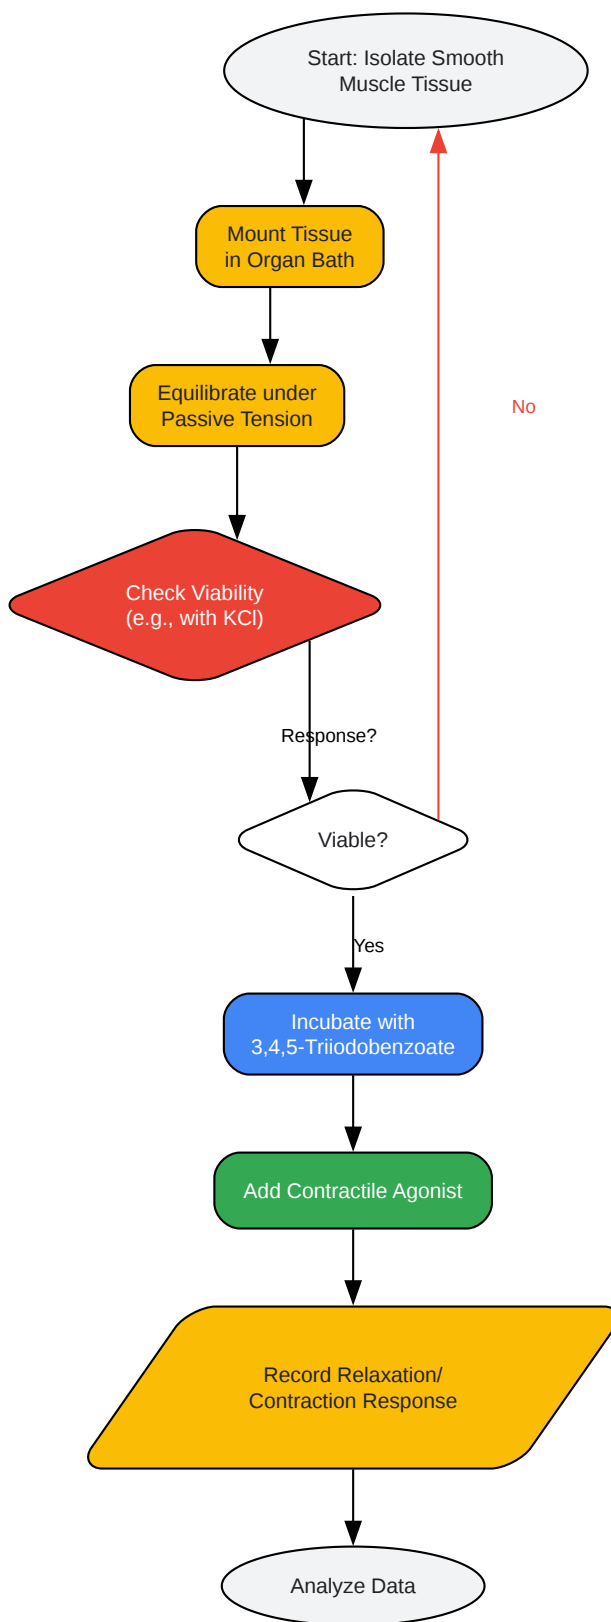 Start: Isolate Smooth
Muscle Tissue
Mount Tissue
in Organ Bath
Equilibrate under
Passive Tension
No
Check Viability
(e.g., with KCl)
Response?
Viable?
Yes
Incubate with
3,4,5-Triiodobenzoate
Add Contractile Agonist
Record Relaxation/
Contraction Response
Analyze Data